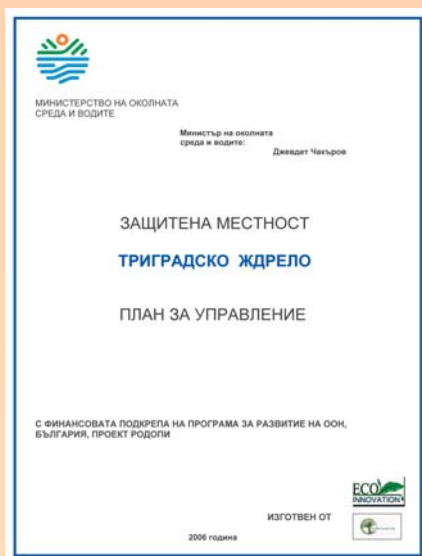 МИНИСТЕРСТВО НА ОКОЛНАТА
СРЕДА И ВОДИТЕ
Министър на околната
среда и водите:
Джевдет Чакъров
ЗАЩИТЕНА МЕСТНОСТ
ТРИГРАДСКО ЖДРЕЛО
ПЛАН ЗА УПРАВЛЕНИЕ
С ФИНАНСОВАТА ПОДКРЕПА НА ПРОГРАМА ЗА РАЗВИТИЕ НА ООН,
БЪЛГАРИЯ, ПРОЕКТ РОДОПИ
ECO
INNOVATION
ИЗГОТВЕН ОТ
2006 година